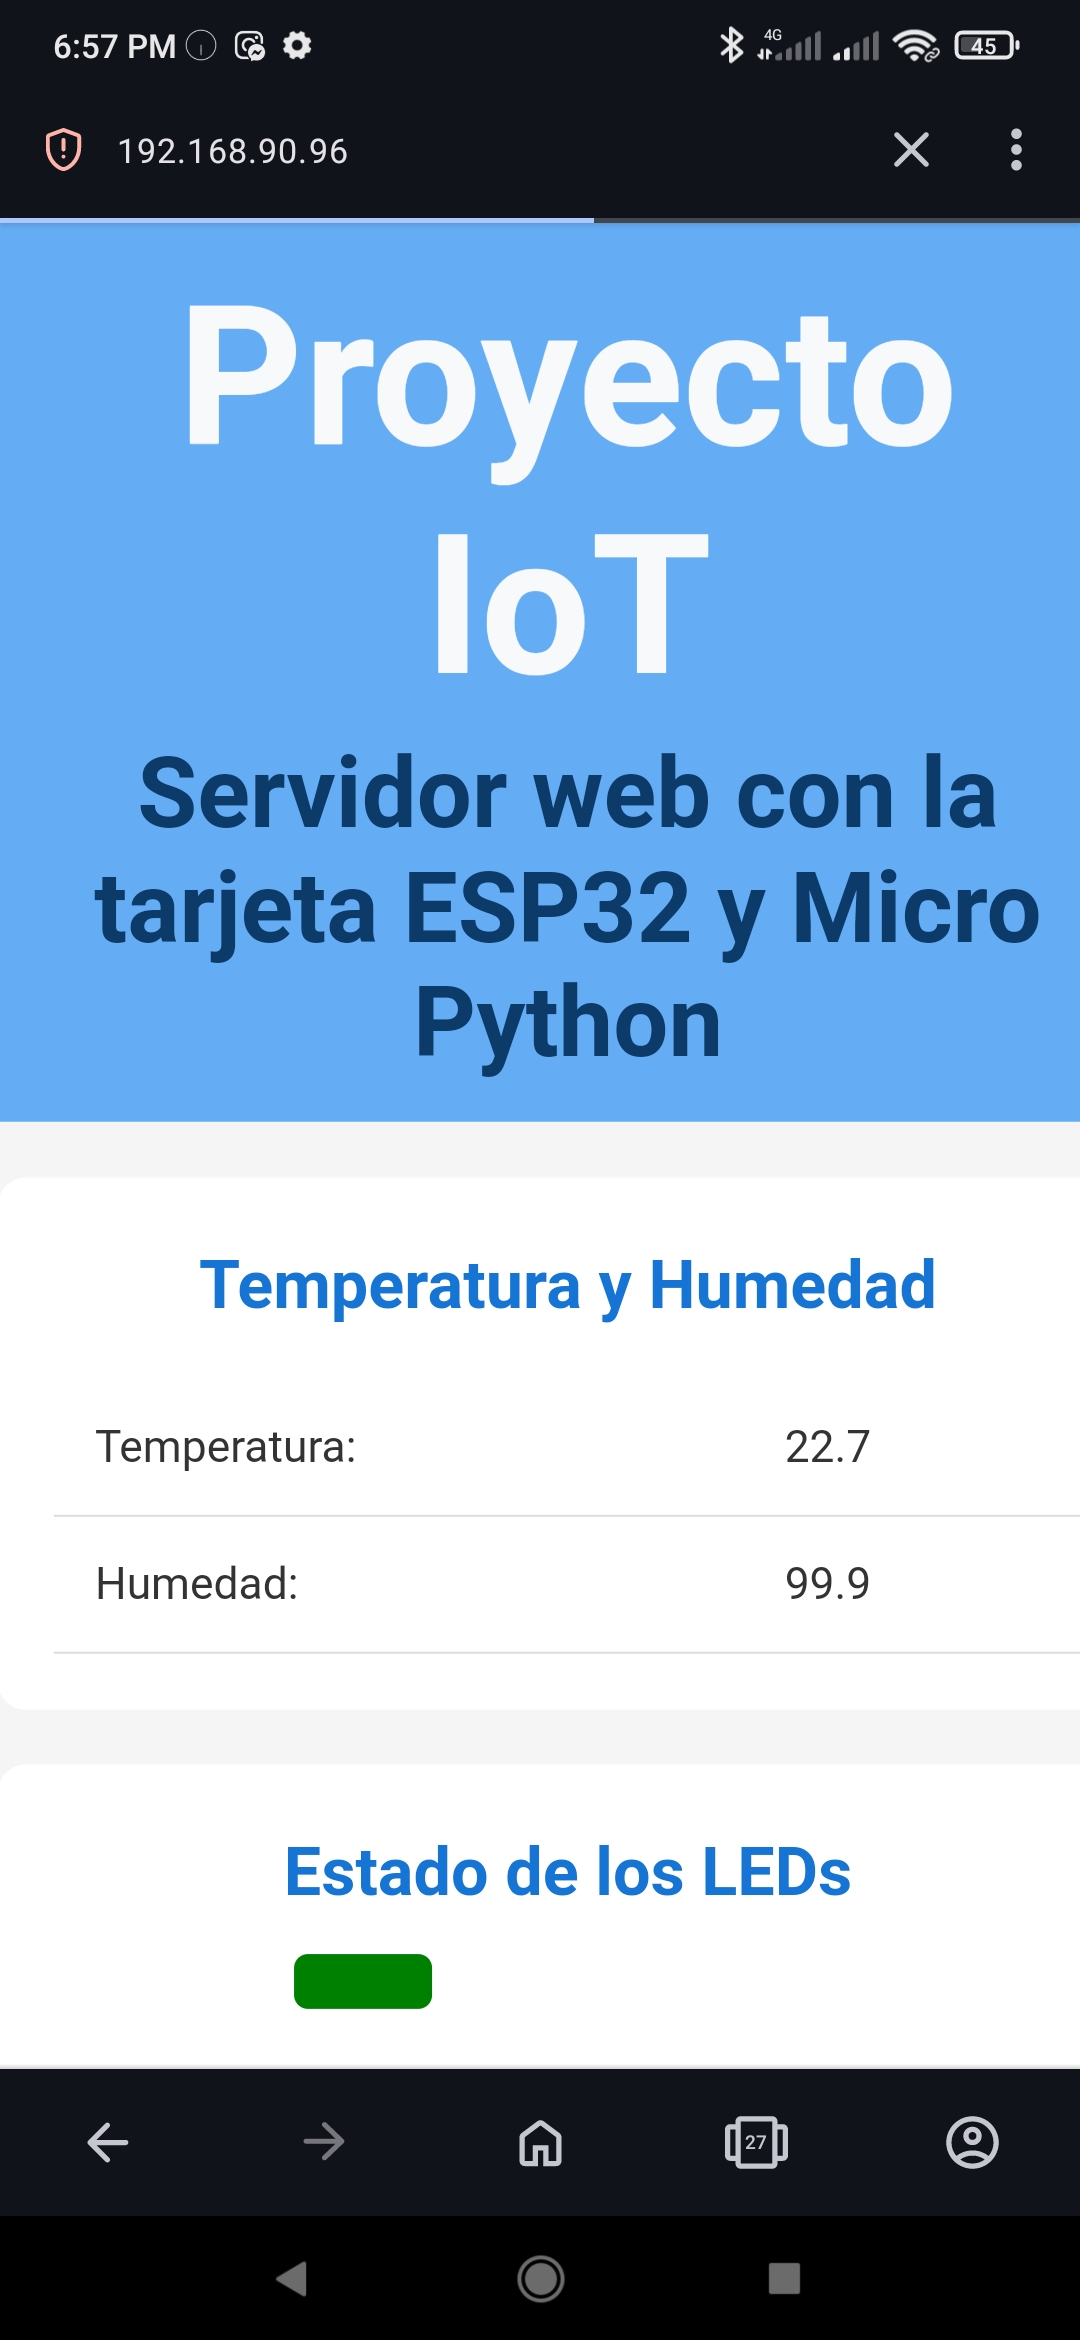 6:57 PM
4G
45
192.168.90.96
Proyecto
IoT
Servidor web con la
tarjeta ESP32 y Micro
Python
Temperatura y Humedad
Temperatura: 22.7
Humedad: 99.9
Estado de los LEDs
27